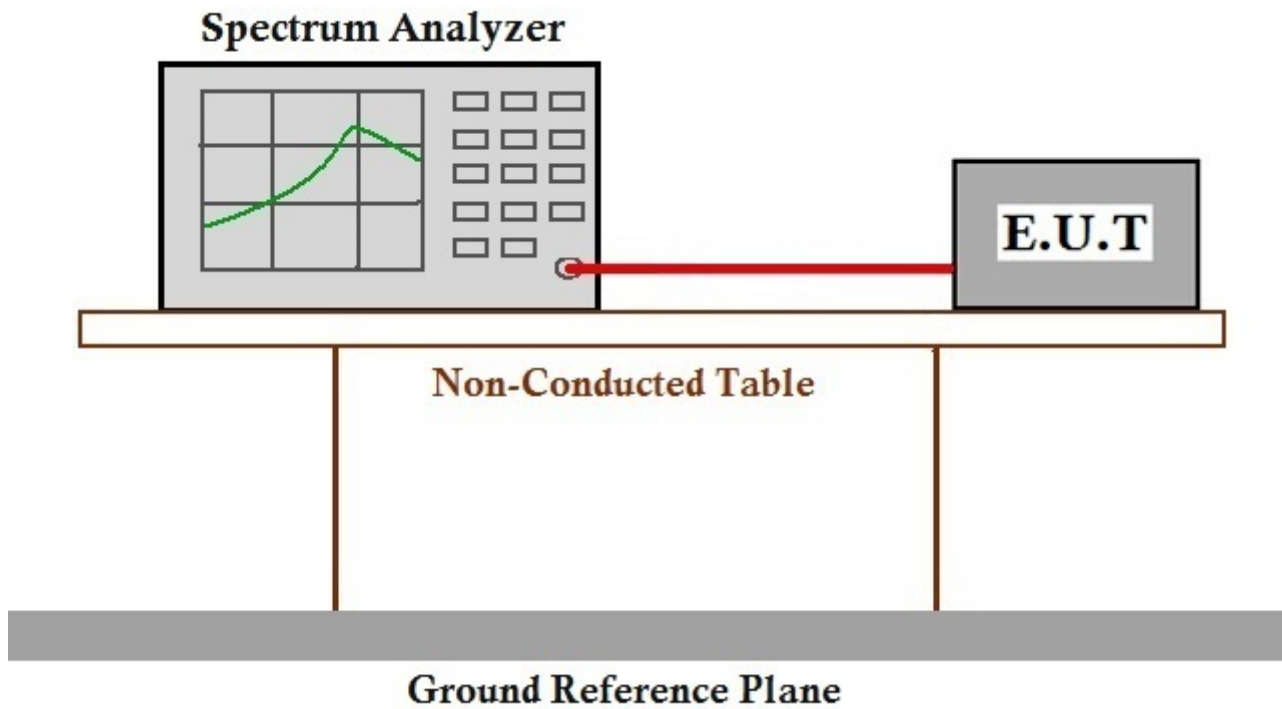 Spectrum Analyzer
E.U.T
Non-Conducted Table
Ground Reference Plane